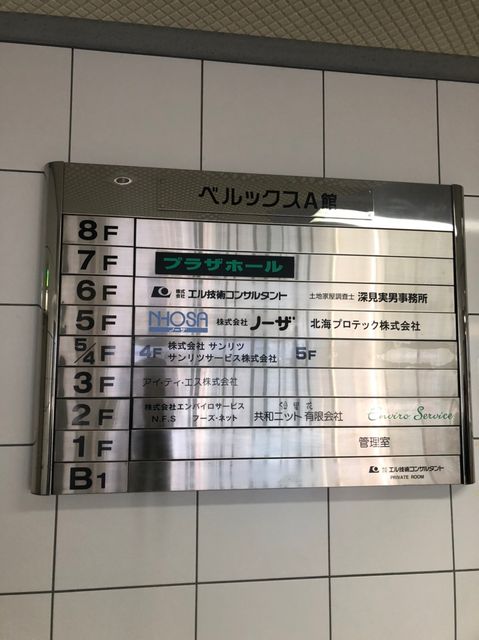 ベルックスA館
8F
7F プラザホール
6F 株式会社 エル技術コンサルタント 土地家屋調査士 深見実男事務所
5F NHOSA ノーザ 株式会社 ノーザ 北海プロテック株式会社
5/4F 4F 株式会社 サンリツ 5F
サンリツサービス株式会社
3F アイ・ティ・エス株式会社
2F 株式会社エンバイロサービス 共和ニット有限会社 Enviro Service
N.F.S フーズ・ネット
1F 管理室
B1 エル技術コンサルタント
PRIVATE ROOM